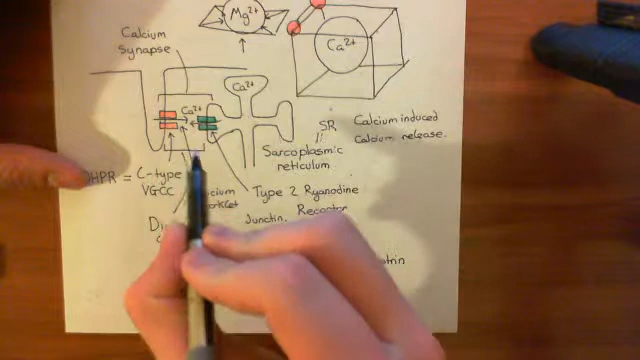 Mg2+
Ca2+
Calcium
Synapse
Ca2+
Ca2+
SR
Calcium induced
Calcium release.
Sarcoplasmic
reticulum
DHPR = L-type
VGCC
Type 2 Ryanodine
Receptor
Junctin,